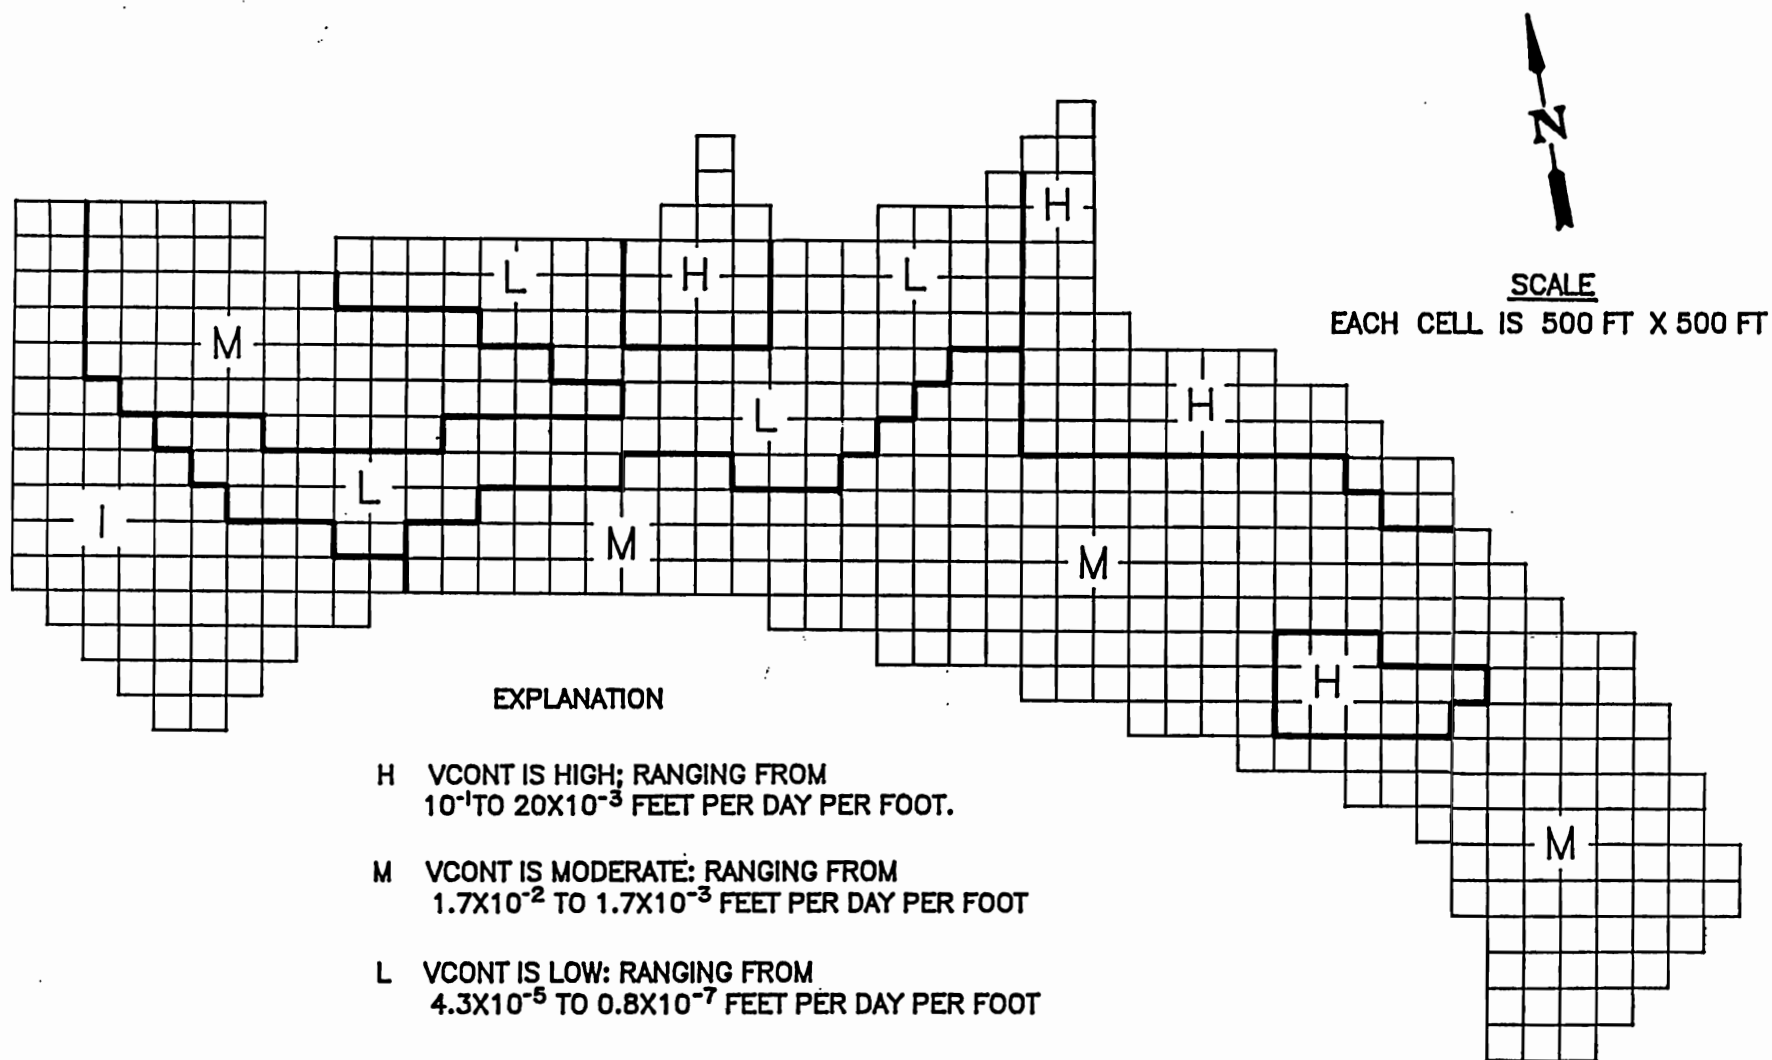 N
SCALE
EACH CELL IS 500 FT X 500 FT
H
L H L
M
H
L
L
I
M
M
H
M
EXPLANATION
H VCONT IS HIGH; RANGING FROM
10⁻¹ TO 20X10⁻³ FEET PER DAY PER FOOT.
M VCONT IS MODERATE: RANGING FROM
1.7X10⁻² TO 1.7X10⁻³ FEET PER DAY PER FOOT
L VCONT IS LOW: RANGING FROM
4.3X10⁻⁵ TO 0.8X10⁻⁷ FEET PER DAY PER FOOT